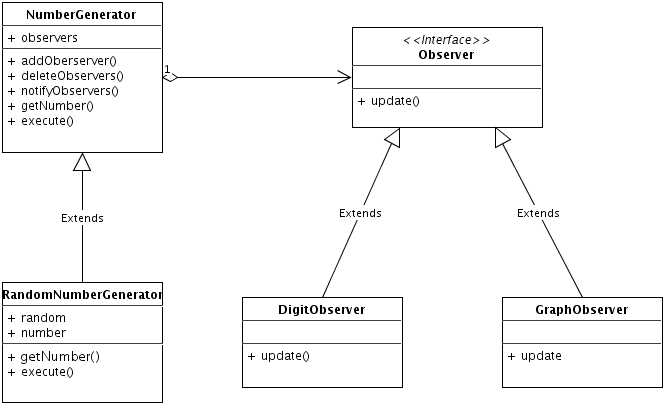 NumberGenerator
+ observers
+ addOberserver()
+ deleteObservers()
+ notifyObservers()
+ getNumber()
+ execute()
1
<<Interface>>
Observer
+ update()
Extends
Extends
Extends
RandomNumberGenerator
+ random
+ number
+ getNumber()
+ execute()
DigitObserver
+ update()
GraphObserver
+ update